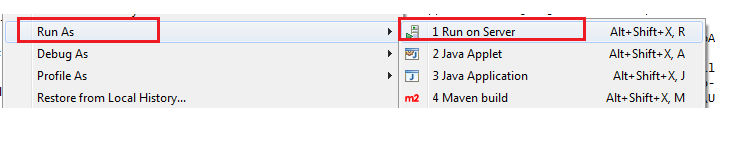 Run As
Debug As
Profile As
Restore from Local History...
1 Run on Server Alt+Shift+X, R
2 Java Applet Alt+Shift+X, A
3 Java Application Alt+Shift+X, J
m2 4 Maven build Alt+Shift+X, M